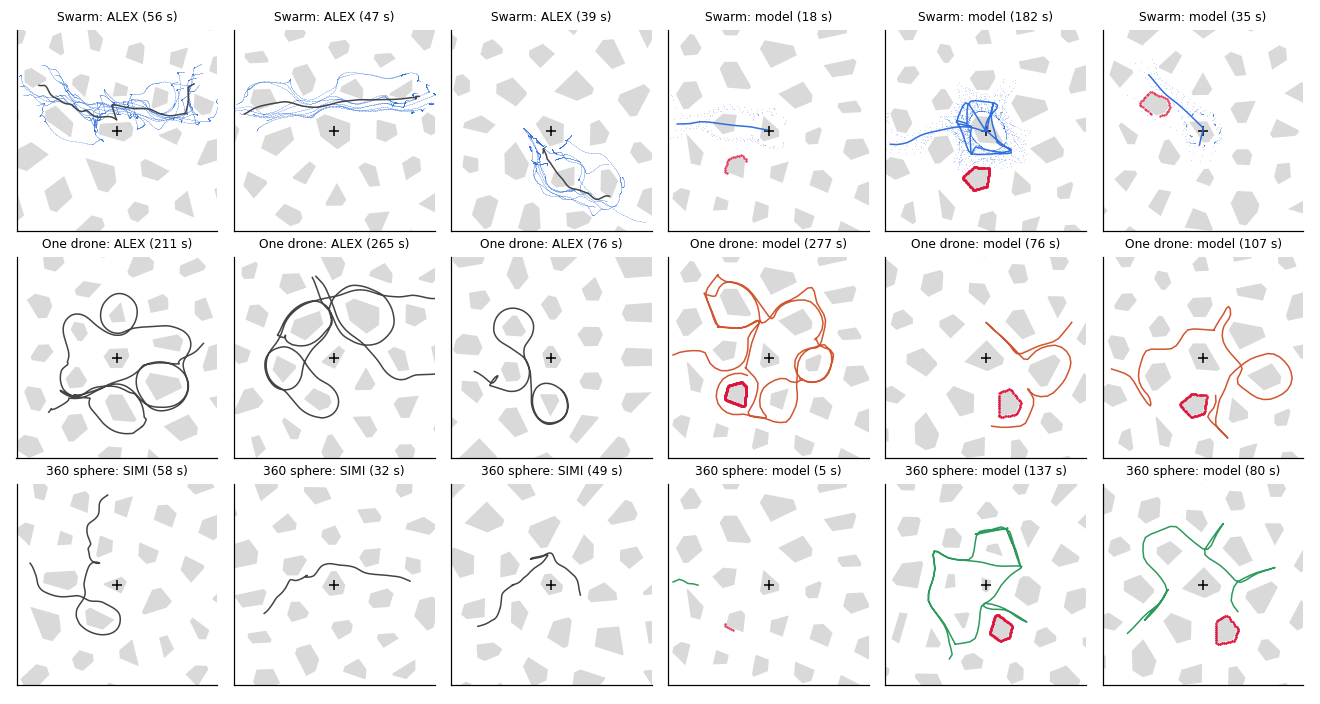 Swarm: ALEX (56 s)
Swarm: ALEX (47 s)
Swarm: ALEX (39 s)
Swarm: model (18 s)
Swarm: model (182 s)
Swarm: model (35 s)
One drone: ALEX (211 s)
One drone: ALEX (265 s)
One drone: ALEX (76 s)
One drone: model (277 s)
One drone: model (76 s)
One drone: model (107 s)
360 sphere: SIMI (58 s)
360 sphere: SIMI (32 s)
360 sphere: SIMI (49 s)
360 sphere: model (5 s)
360 sphere: model (137 s)
360 sphere: model (80 s)